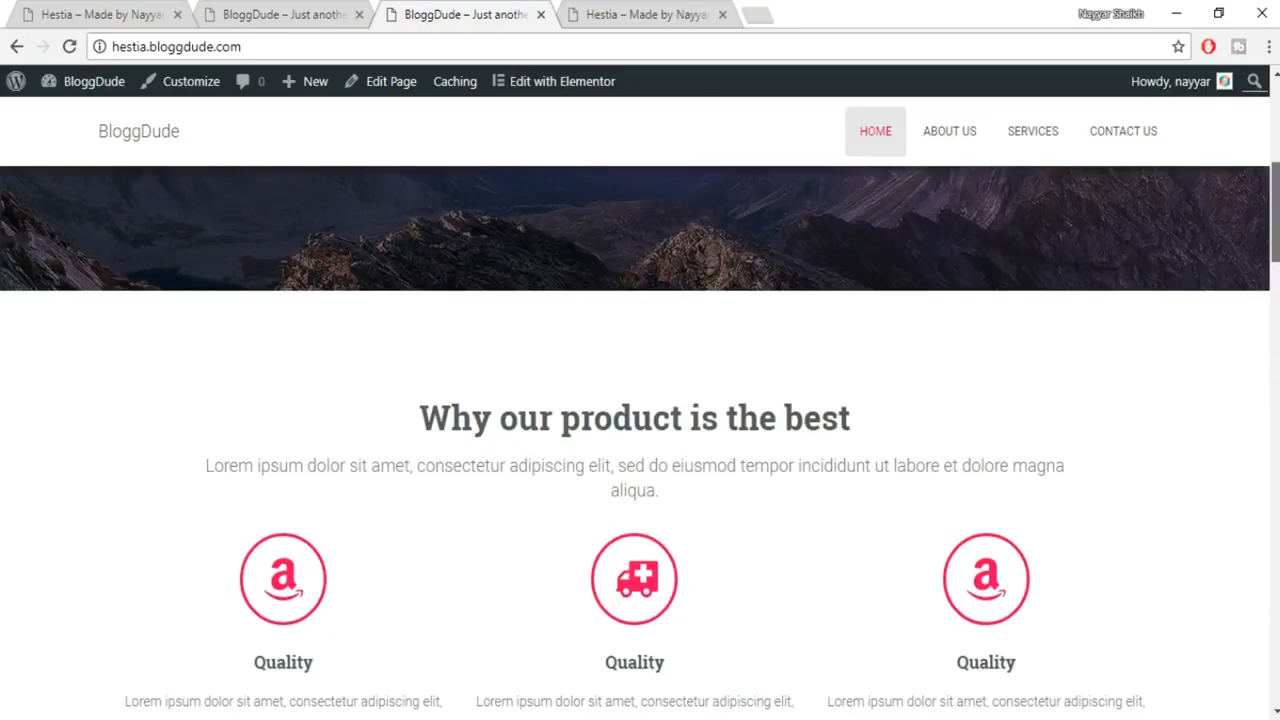 Hestia – Made by Nayyar
BloggDude – Just anothe
BloggDude – Just anothe
Hestia – Made by Nayyar
Nayyar Shaikh
hestia.bloggdude.com
BloggDude
Customize
0
New
Edit Page
Caching
Edit with Elementor
Howdy, nayyar
BloggDude
HOME
ABOUT US
SERVICES
CONTACT US
Why our product is the best
Lorem ipsum dolor sit amet, consectetur adipiscing elit, sed do eiusmod tempor incididunt ut labore et dolore magna
aliqua.
Quality
Quality
Quality
Lorem ipsum dolor sit amet, consectetur adipiscing elit,
Lorem ipsum dolor sit amet, consectetur adipiscing elit,
Lorem ipsum dolor sit amet, consectetur adipiscing elit,